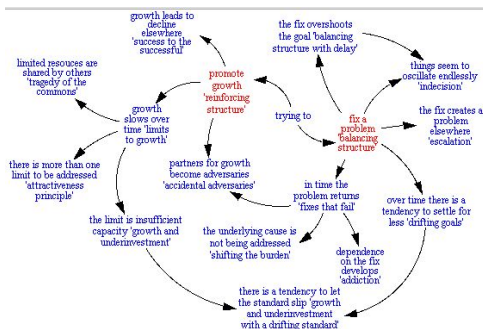 growth leads to
decline
elsewhere
'success to the
successful'
the fix overshoots
the goal 'balancing
structure with delay'
limited resouces are
shared by others
'tragedy of the
commons'
promote
growth
'reinforcing
structure'
things seem to
oscillate endlessly
'indecision'
growth
slows over
time 'limits
to growth'
trying to
fix a
problem
'balancing
structure'
the fix creates a
problem
elsewhere
'escalation'
there is more than one
limit to be addressed
'attractiveness
principle'
partners for growth
become adversaries
'accidental adversaries'
in time the
problem returns
'fixes that fail'
over time there is a
tendency to settle for
less 'drifting goals'
the limit is insufficient
capacity 'growth and
underinvestment'
the underlying cause is
not being addressed
'shifting the burden'
dependence
on the fix
develops
'addiction'
there is a tendency to let
the standard slip 'growth
and underinvestment
with a drifting standard'